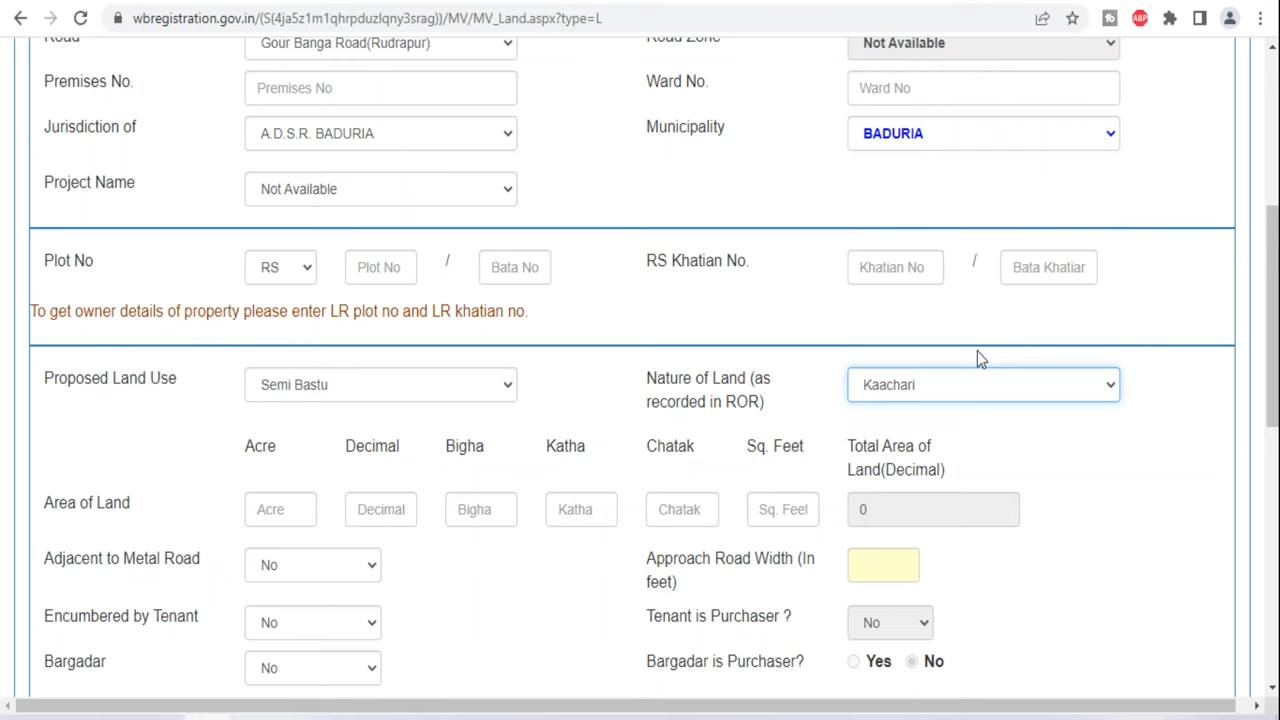 wbregistration.gov.in/(S(4ja5z1m1qhrpduzlqny3srag))/MV/MV_Land.aspx?type=L
ABP
Road Gour Banga Road(Rudrapur) Road Zone Not Available
Premises No. Premises No Ward No. Ward No
Jurisdiction of A.D.S.R. BADURIA Municipality BADURIA
Project Name Not Available
Plot No RS Plot No / Bata No RS Khatian No. Khatian No / Bata Khatiar
To get owner details of property please enter LR plot no and LR khatian no.
Proposed Land Use Semi Bastu Nature of Land (as
recorded in ROR) Kaachari
Acre Decimal Bigha Katha Chatak Sq. Feet Total Area of
Land(Decimal)
Area of Land Acre Decimal Bigha Katha Chatak Sq. Feet 0
Adjacent to Metal Road No Approach Road Width (In
feet)
Encumbered by Tenant No Tenant is Purchaser ? No
Bargadar No Bargadar is Purchaser? Yes No